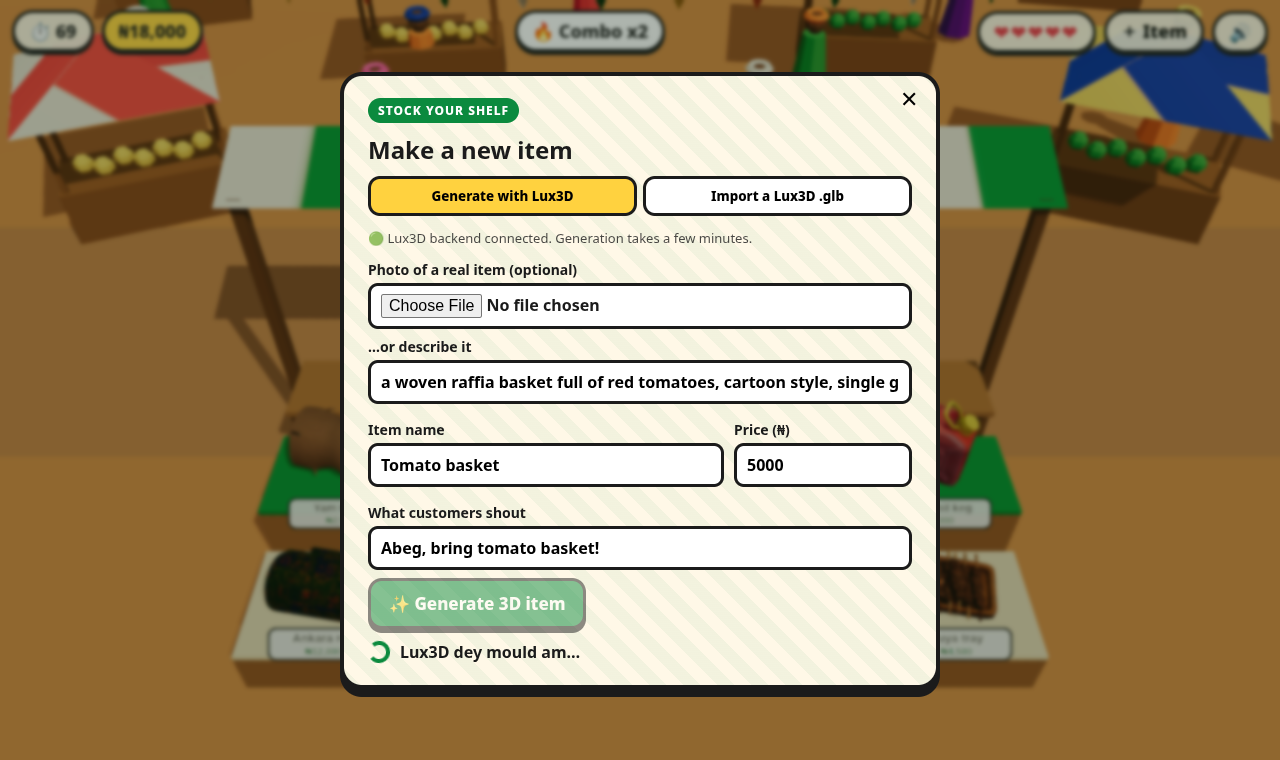 69
₦18,000
🔥 Combo x2
♥♥♥♥♥
+ Item
STOCK YOUR SHELF
✕
Make a new item
Generate with Lux3D
Import a Lux3D .glb
Lux3D backend connected. Generation takes a few minutes.
Photo of a real item (optional)
Choose File No file chosen
...or describe it
a woven raffia basket full of red tomatoes, cartoon style, single g
Item name
Price (₦)
Tomato basket
5000
What customers shout
Abeg, bring tomato basket!
✨ Generate 3D item
Lux3D dey mould am...